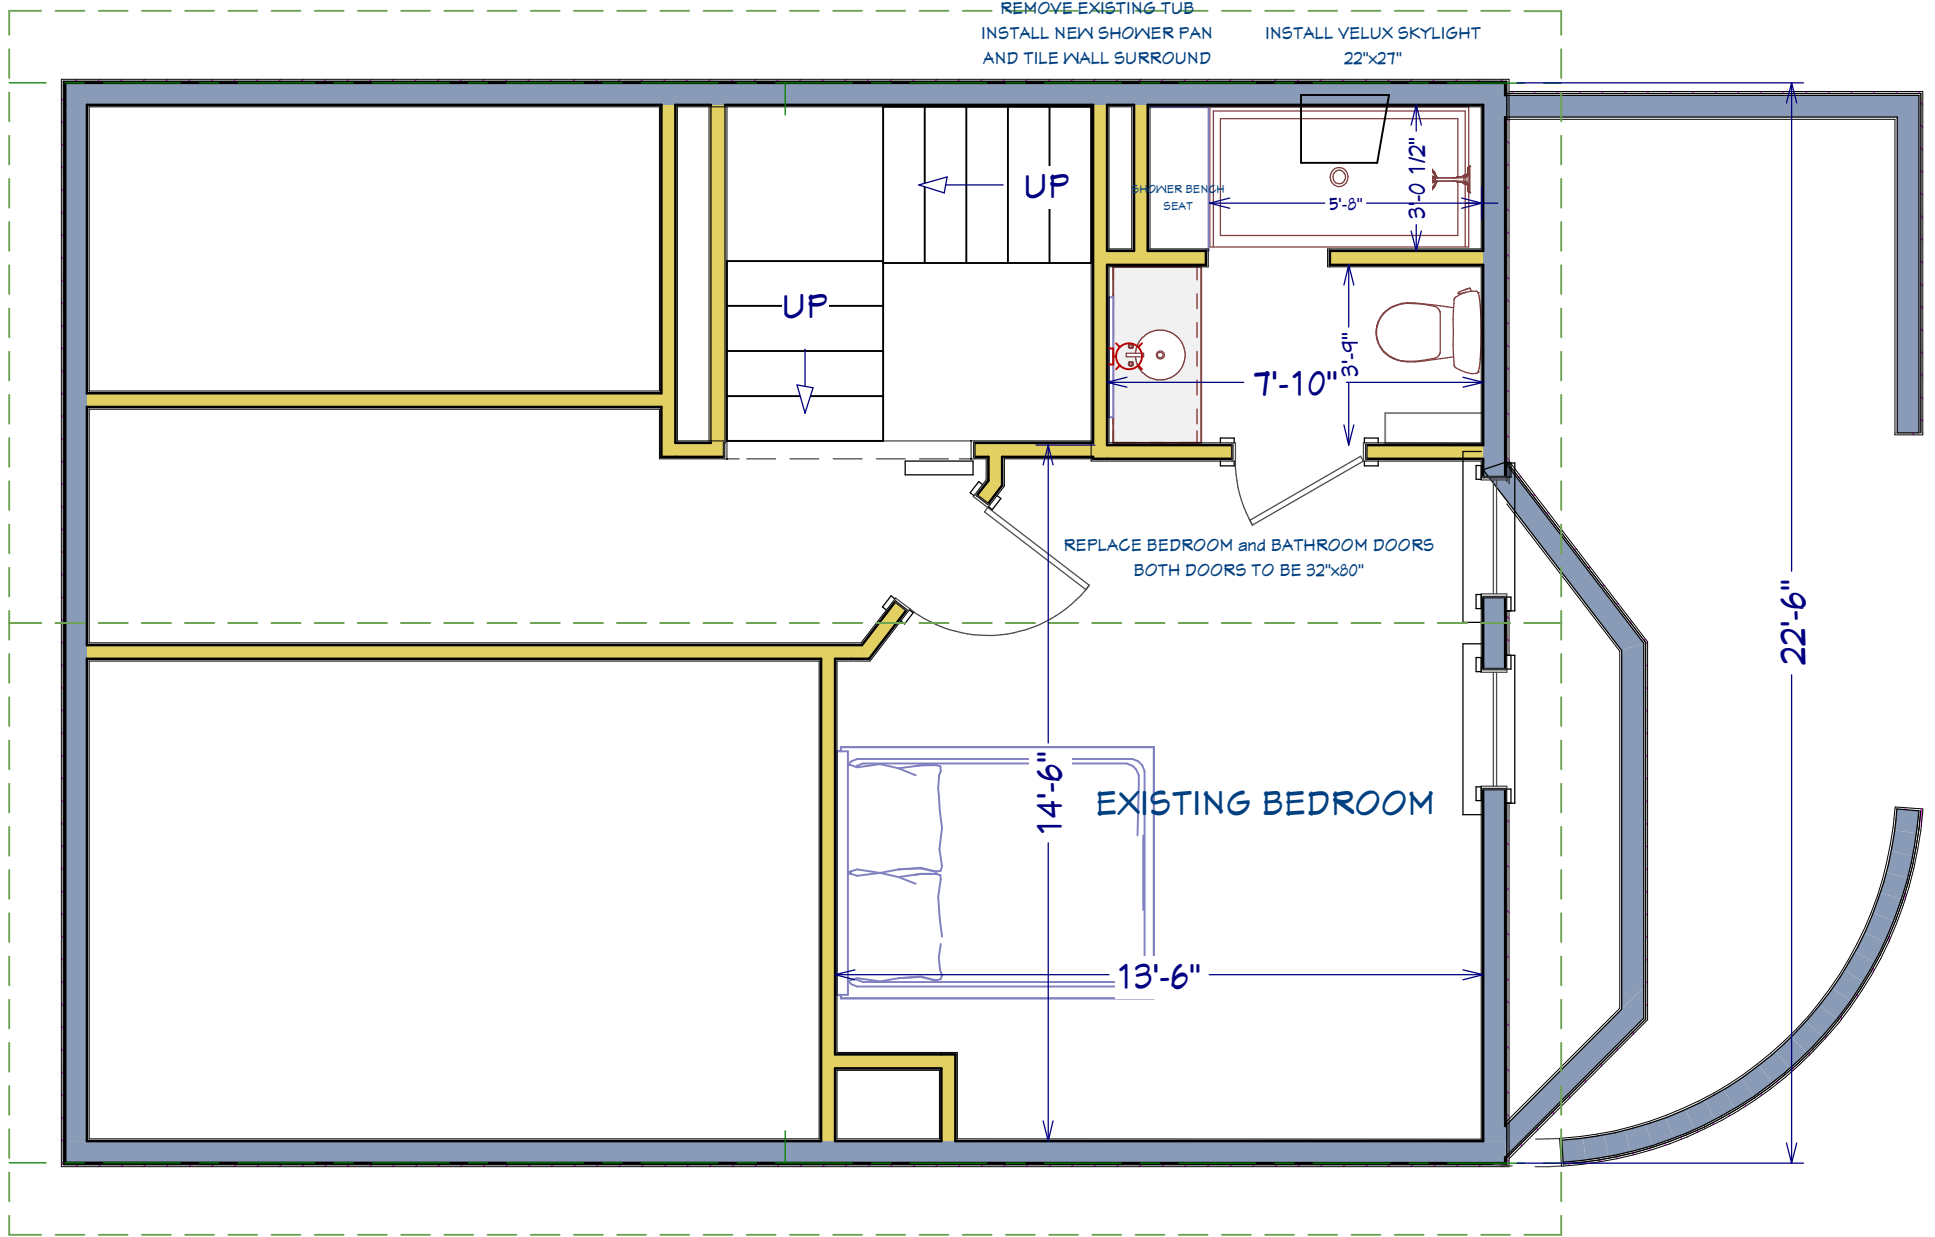 REMOVE EXISTING TUB
INSTALL NEW SHOWER PAN
AND TILE WALL SURROUND
INSTALL VELUX SKYLIGHT
22"x27"
UP
SHOWER BENCH
SEAT
5'-8"
3'-0 1/2"
UP
7'-10"
3'-9"
REPLACE BEDROOM and BATHROOM DOORS
BOTH DOORS TO BE 32"x80"
22'-6"
14'-6"
EXISTING BEDROOM
13'-6"